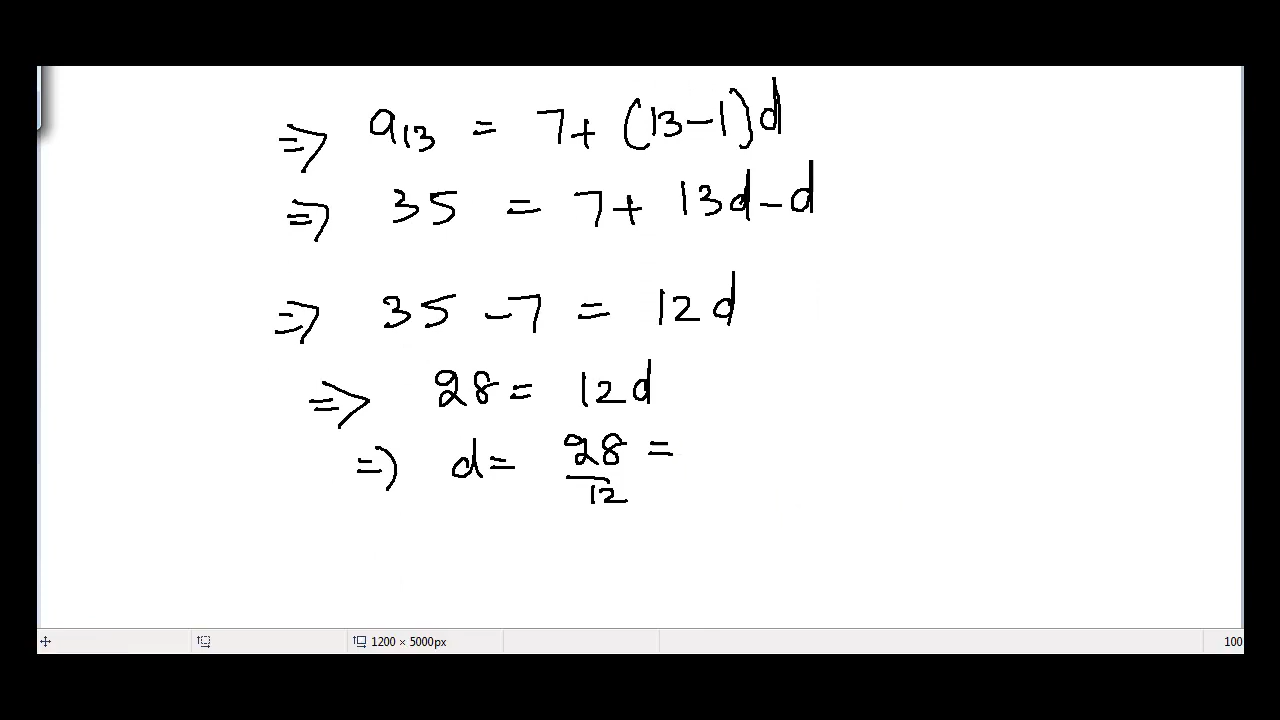 ⇒ a₁₃ = 7+ (13-1)d
⇒ 35 = 7+ 13d-d
⇒ 35 -7 = 12d
⇒ 28 = 12d
⇒ d= 28/12 =
1200 × 5000px 100